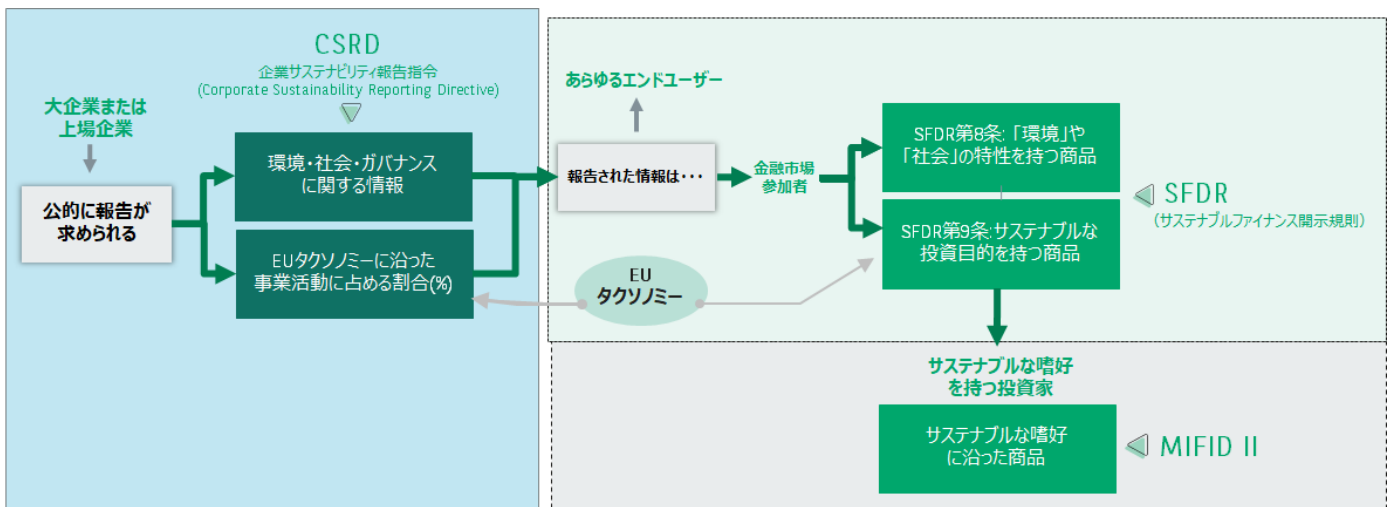 CSRD
企業サステナビリティ報告指令
(Corporate Sustainability Reporting Directive)
大企業または
上場企業
公的に報告が
求められる
環境・社会・ガバナンス
に関する情報
EUタクソノミーに沿った
事業活動に占める割合(%)
あらゆるエンドユーザー
報告された情報は・・・
金融市場
参加者
SFDR第8条:「環境」や
「社会」の特性を持つ商品
SFDR第9条:サステナブルな
投資目的を持つ商品
SFDR
(サステナブルファイナンス開示規則)
EU
タクソノミー
サステナブルな嗜好
を持つ投資家
サステナブルな嗜好
に沿った商品
MIFID II